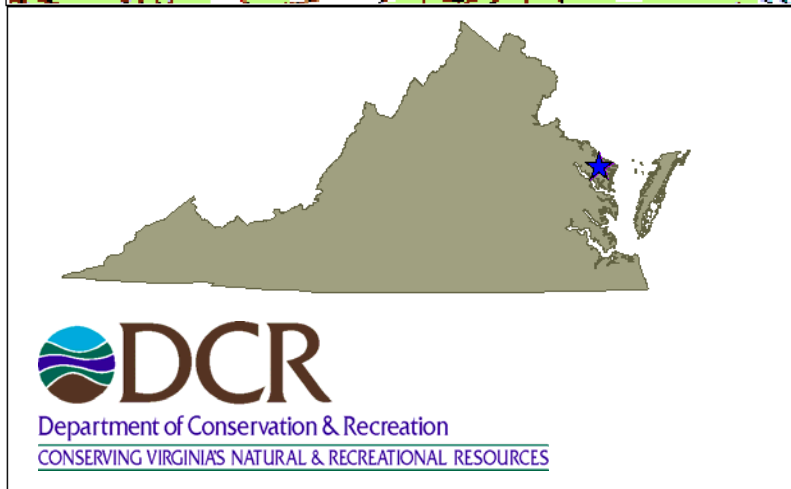 DCR
Department of Conservation & Recreation
CONSERVING VIRGINIA'S NATURAL & RECREATIONAL RESOURCES